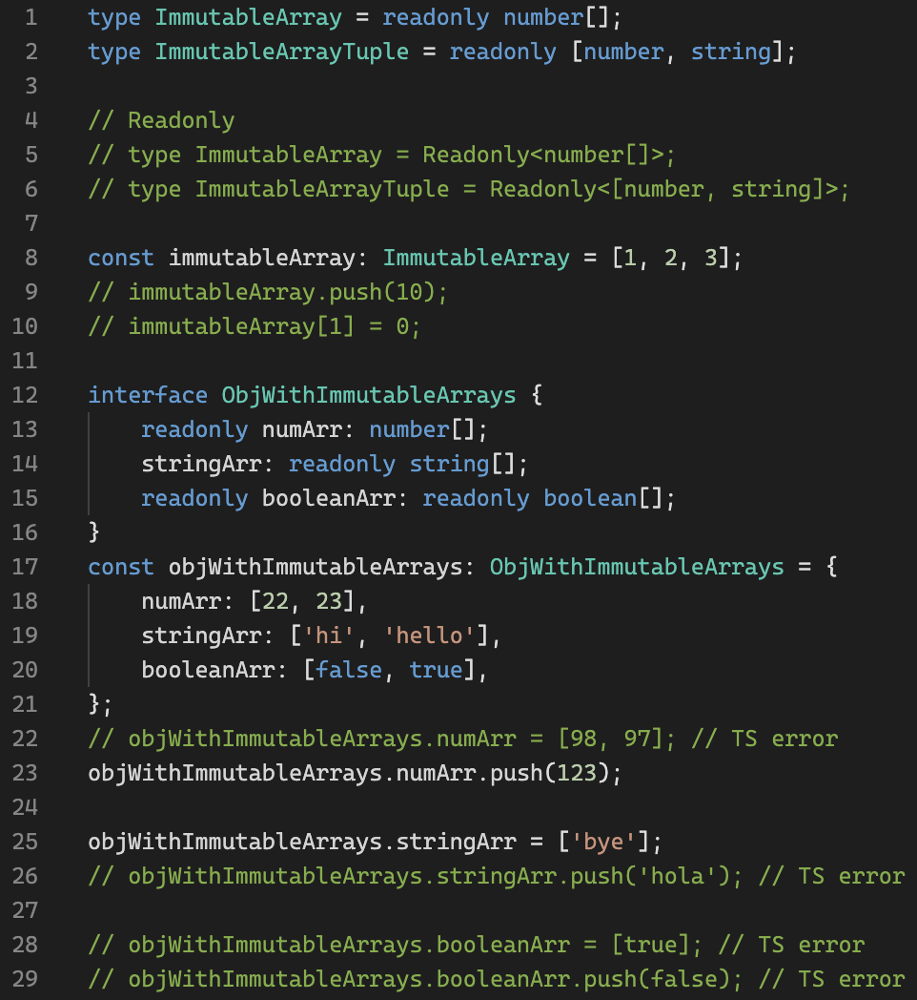 1 type ImmutableArray = readonly number[];
2 type ImmutableArrayTuple = readonly [number, string];
3
4 // Readonly
5 // type ImmutableArray = Readonly<number[]>;
6 // type ImmutableArrayTuple = Readonly<[number, string]>;
7
8 const immutableArray: ImmutableArray = [1, 2, 3];
9 // immutableArray.push(10);
10 // immutableArray[1] = 0;
11
12 interface ObjWithImmutableArrays {
13     readonly numArr: number[];
14     stringArr: readonly string[];
15     readonly booleanArr: readonly boolean[];
16 }
17 const objWithImmutableArrays: ObjWithImmutableArrays = {
18     numArr: [22, 23],
19     stringArr: ['hi', 'hello'],
20     booleanArr: [false, true],
21 };
22 // objWithImmutableArrays.numArr = [98, 97]; // TS error
23 objWithImmutableArrays.numArr.push(123);
24
25 objWithImmutableArrays.stringArr = ['bye'];
26 // objWithImmutableArrays.stringArr.push('hola'); // TS error
27
28 // objWithImmutableArrays.booleanArr = [true]; // TS error
29 // objWithImmutableArrays.booleanArr.push(false); // TS error